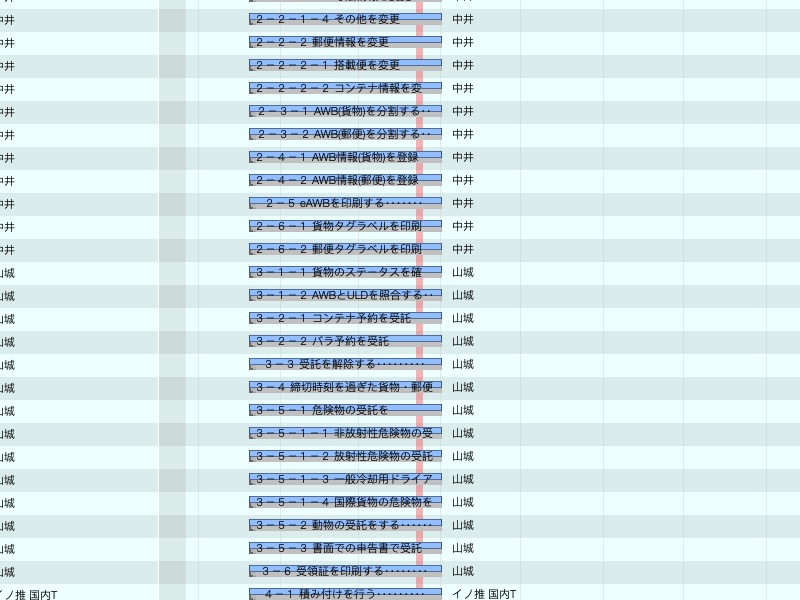 中井 2－2－1－4 その他を変更 中井
中井 2－2－2 郵便情報を変更 中井
中井 2－2－2－1 搭載便を変更 中井
中井 2－2－2－2 コンテナ情報を変 中井
中井 2－3－1 AWB(貨物)を分割する‥ 中井
中井 2－3－2 AWB(郵便)を分割する‥ 中井
中井 2－4－1 AWB情報(貨物)を登録 中井
中井 2－4－2 AWB情報(郵便)を登録 中井
中井 2－5 eAWBを印刷する‥‥‥・ 中井
中井 2－6－1 貨物タグラベルを印刷 中井
中井 2－6－2 郵便タグラベルを印刷 中井
山城 3－1－1 貨物のステータスを確 山城
山城 3－1－2 AWBとULDを照合する‥ 山城
山城 3－2－1 コンテナ予約を受託 山城
山城 3－2－2 バラ予約を受託 山城
山城 3－3 受託を解除する‥‥‥‥・ 山城
山城 3－4 締切時刻を過ぎた貨物・郵便 山城
山城 3－5－1 危険物の受託を 山城
山城 3－5－1－1 非放射性危険物の受 山城
山城 3－5－1－2 放射性危険物の受託 山城
山城 3－5－1－3 一般冷却用ドライア 山城
山城 3－5－1－4 国際貨物の危険物を 山城
山城 3－5－2 動物の受託をする‥‥‥ 山城
山城 3－5－3 書面での申告書で受託 山城
山城 3－6 受領証を印刷する‥‥‥‥ 山城
イノ推 国内T 4－1 積み付けを行う‥‥‥‥・ イノ推 国内T